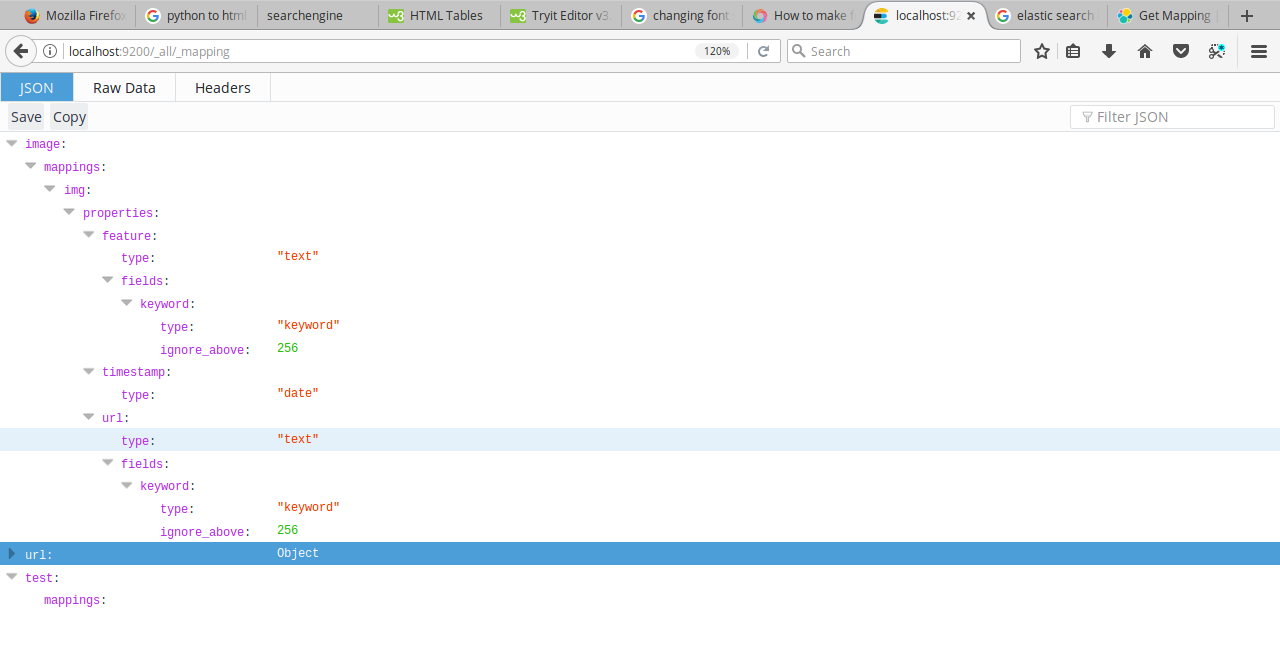 Mozilla Firefox python to html searchengine HTML Tables Tryit Editor v3. changing font s How to make f localhost:92 elastic search Get Mapping
localhost:9200/_all/_mapping 120% Search
JSON Raw Data Headers
Save Copy Filter JSON
image:
mappings:
img:
properties:
feature:
type: "text"
fields:
keyword:
type: "keyword"
ignore_above: 256
timestamp:
type: "date"
url:
type: "text"
fields:
keyword:
type: "keyword"
ignore_above: 256
url: Object
test:
mappings: